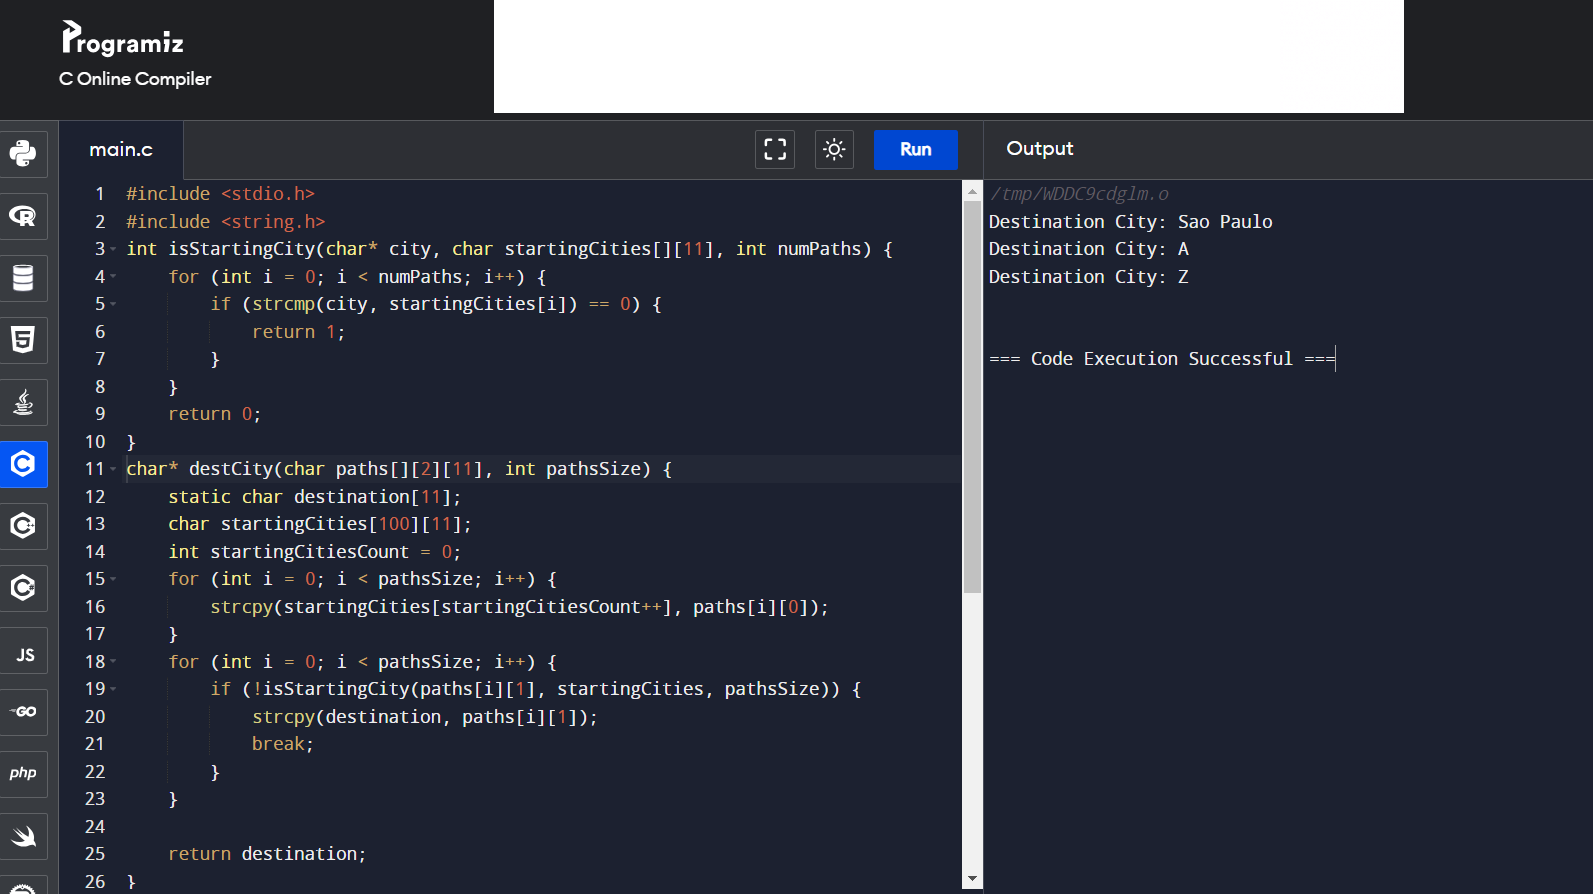 Programiz
C Online Compiler
main.c
Run
Output
1 #include <stdio.h>
2 #include <string.h>
3 int isStartingCity(char* city, char startingCities[][11], int numPaths) {
4     for (int i = 0; i < numPaths; i++) {
5         if (strcmp(city, startingCities[i]) == 0) {
6             return 1;
7         }
8     }
9     return 0;
10 }
11 char* destCity(char paths[][2][11], int pathsSize) {
12     static char destination[11];
13     char startingCities[100][11];
14     int startingCitiesCount = 0;
15     for (int i = 0; i < pathsSize; i++) {
16         strcpy(startingCities[startingCitiesCount++], paths[i][0]);
17     }
18     for (int i = 0; i < pathsSize; i++) {
19         if (!isStartingCity(paths[i][1], startingCities, pathsSize)) {
20             strcpy(destination, paths[i][1]);
21             break;
22         }
23     }
24
25     return destination;
26 }
/tmp/WDDC9cdglm.o
Destination City: Sao Paulo
Destination City: A
Destination City: Z
=== Code Execution Successful ===
R
5
C
C
C#
JS
GO
php